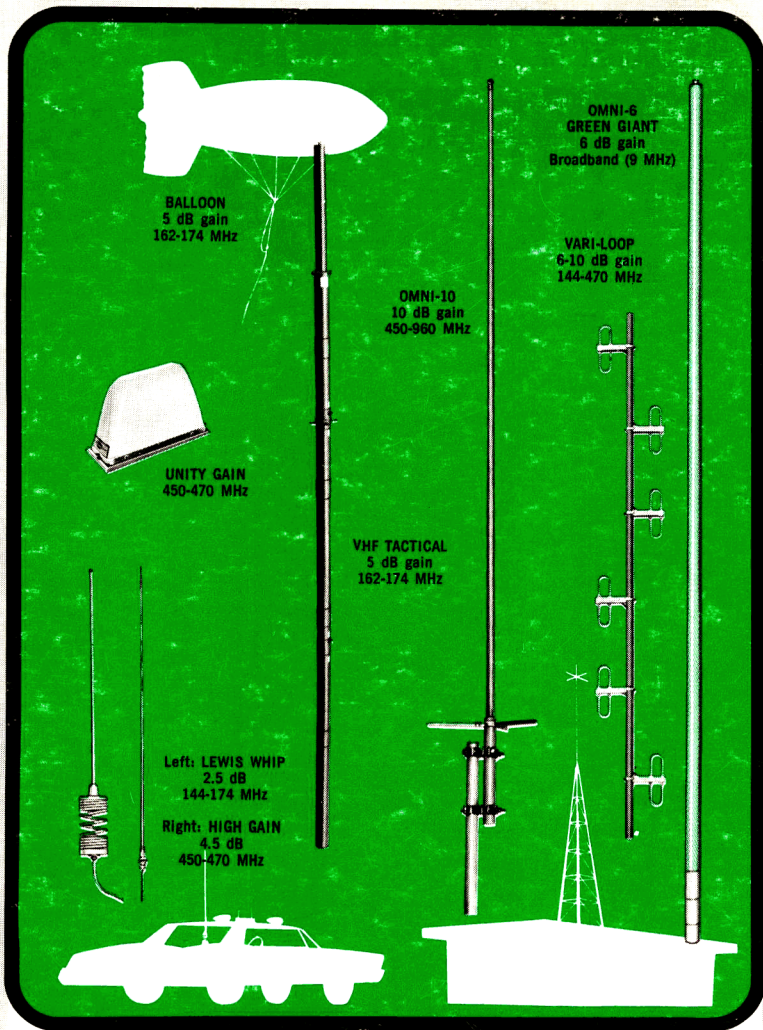 BALLOON
5 dB gain
162-174 MHz
OMNI-6
GREEN GIANT
6 dB gain
Broadband (9 MHz)
VARI-LOOP
6-10 dB gain
144-470 MHz
OMNI-10
10 dB gain
450-960 MHz
UNITY GAIN
450-470 MHz
VHF TACTICAL
5 dB gain
162-174 MHz
Left: LEWIS WHIP
2.5 dB
144-174 MHz
Right: HIGH GAIN
4.5 dB
450-470 MHz